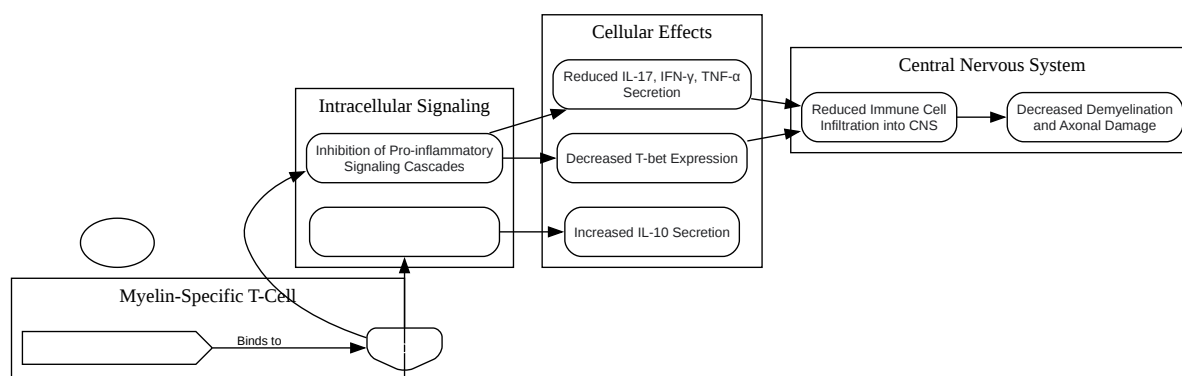 Cellular Effects
Reduced IL-17, IFN-γ, TNF-α
Secretion
Decreased T-bet Expression
Increased IL-10 Secretion
Central Nervous System
Reduced Immune Cell
Infiltration into CNS
Decreased Demyelination
and Axonal Damage
Intracellular Signaling
Inhibition of Pro-inflammatory
Signaling Cascades
Myelin-Specific T-Cell
Binds to